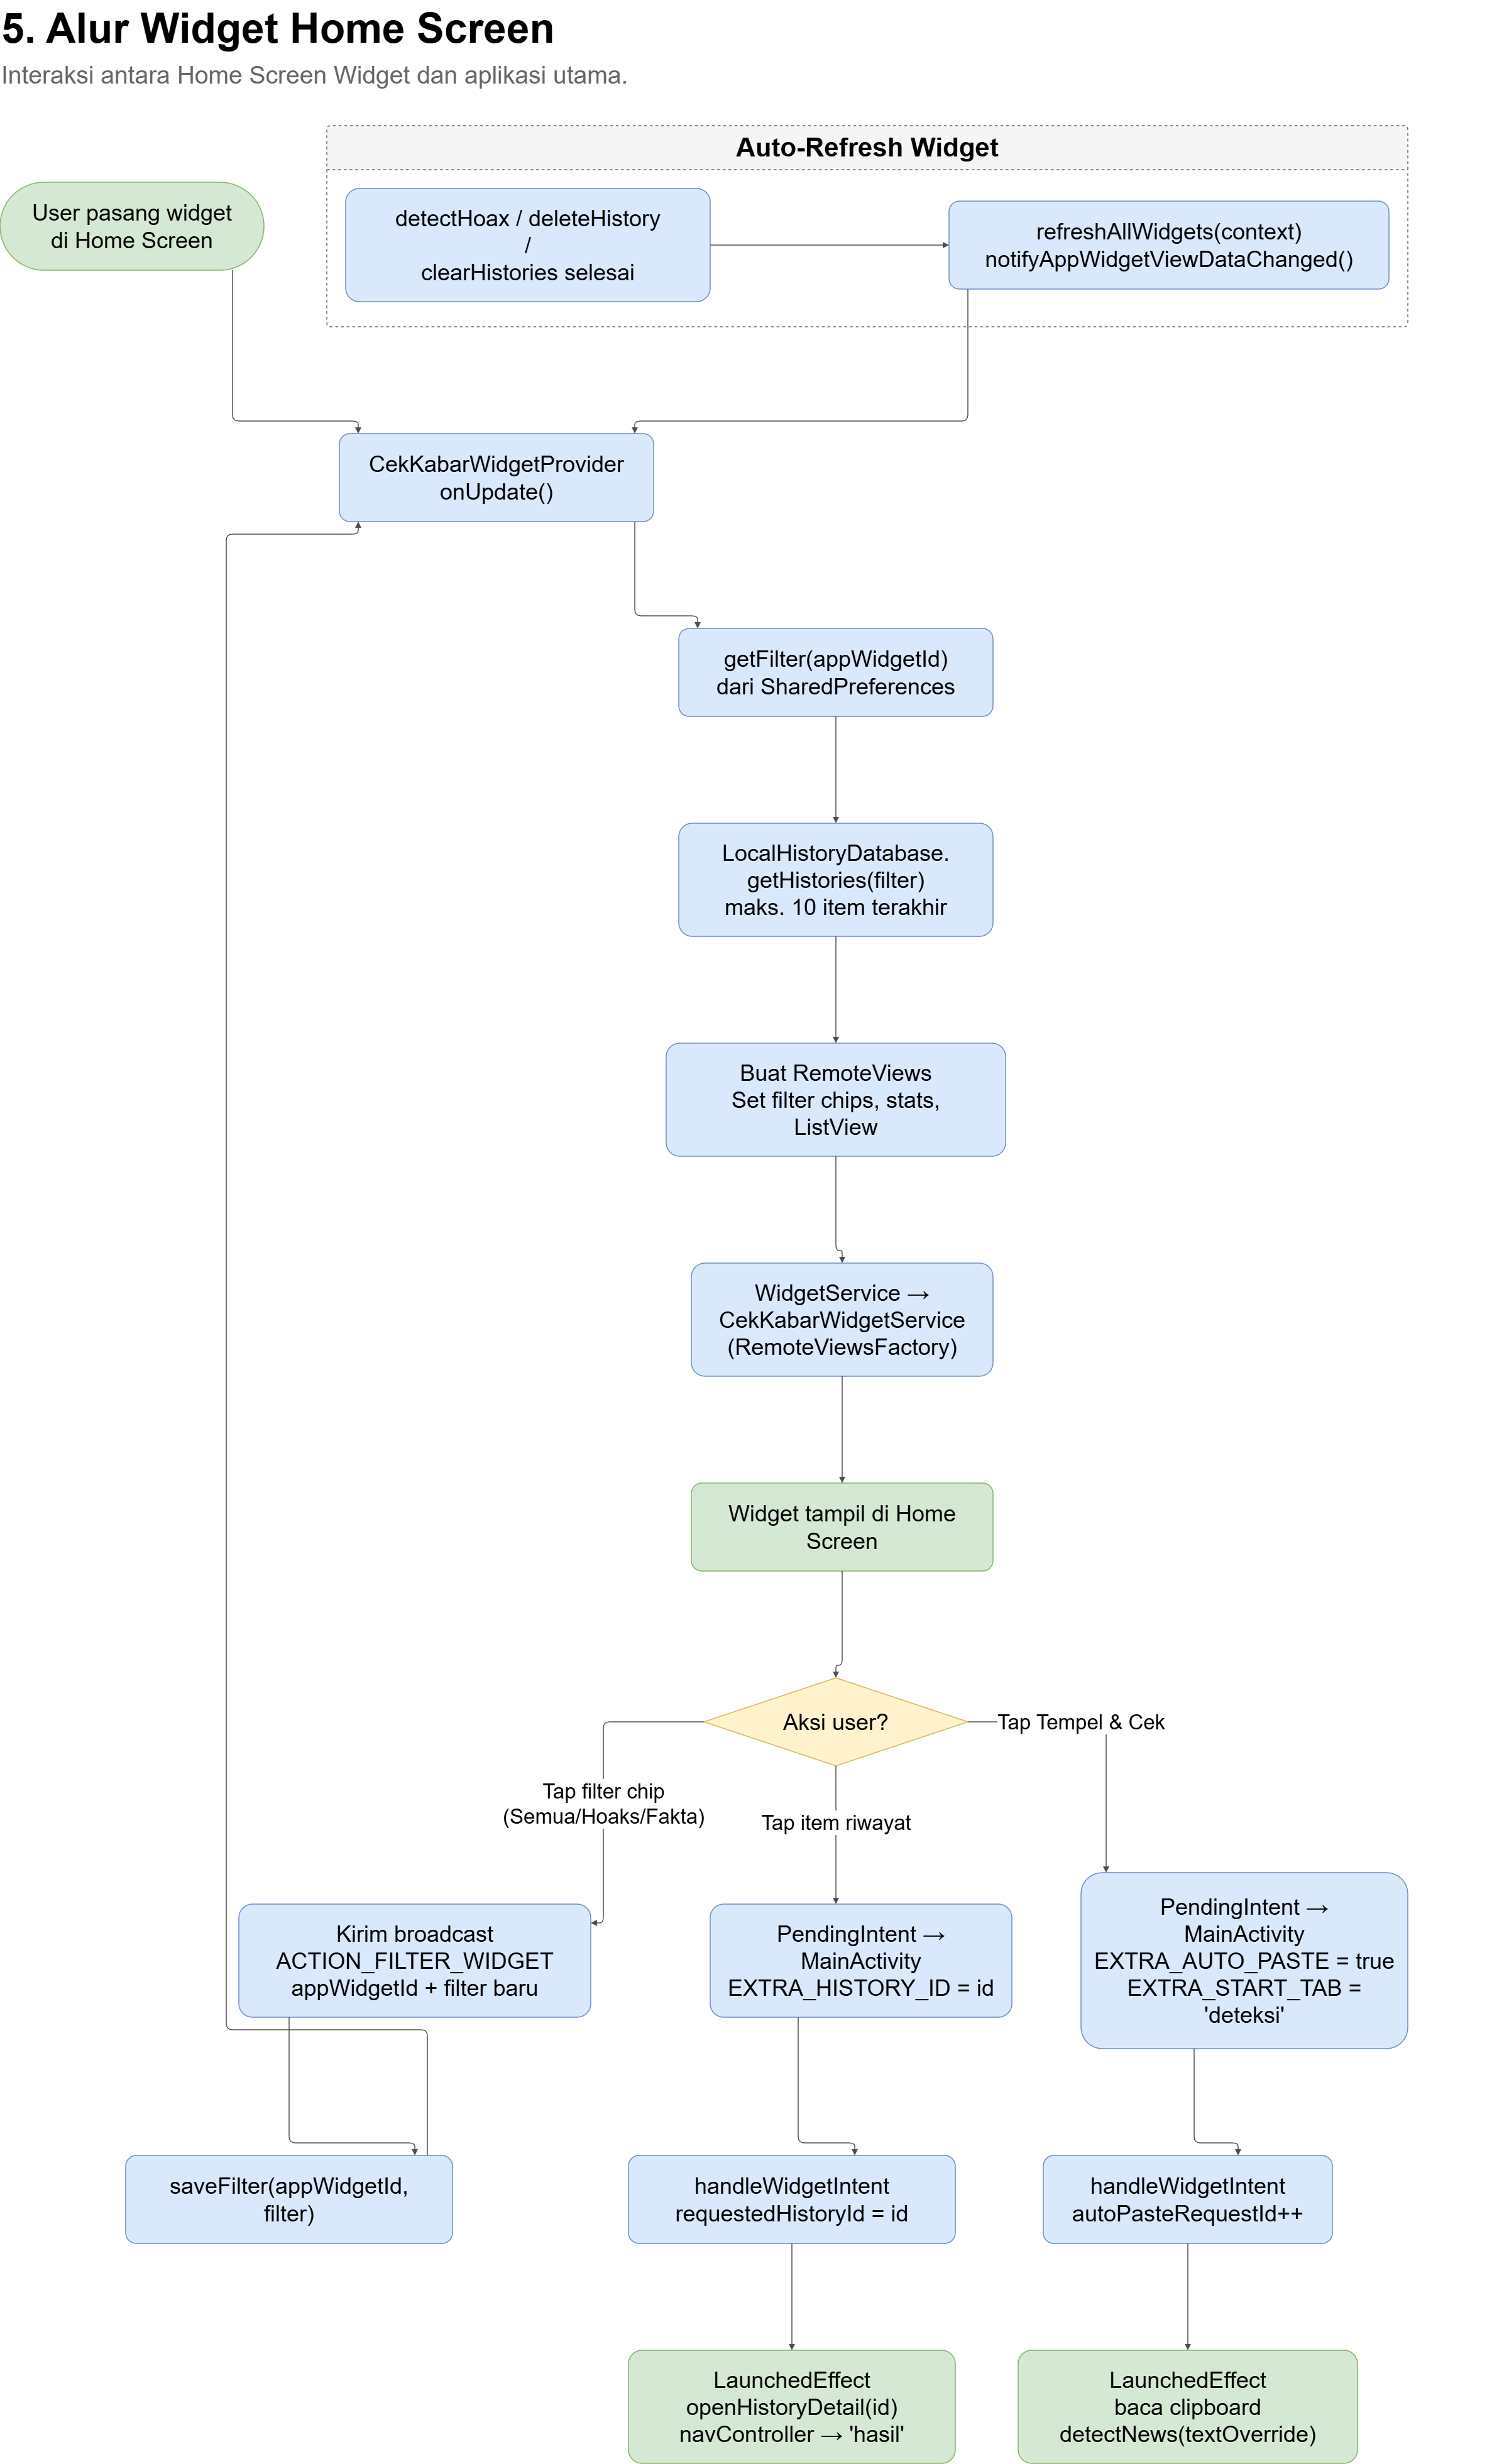 5. Alur Widget Home Screen
Interaksi antara Home Screen Widget dan aplikasi utama.
Auto-Refresh Widget
User pasang widget
di Home Screen
detectHoax / deleteHistory
/
clearHistories selesai
refreshAllWidgets(context)
notifyAppWidgetViewDataChanged()
CekKabarWidgetProvider
onUpdate()
getFilter(appWidgetId)
dari SharedPreferences
LocalHistoryDatabase.
getHistories(filter)
maks. 10 item terakhir
Buat RemoteViews
Set filter chips, stats,
ListView
WidgetService →
CekKabarWidgetService
(RemoteViewsFactory)
Widget tampil di Home
Screen
Aksi user?
Tap Tempel & Cek
Tap filter chip
(Semua/Hoaks/Fakta)
Tap item riwayat
Kirim broadcast
ACTION_FILTER_WIDGET
appWidgetId + filter baru
PendingIntent →
MainActivity
EXTRA_HISTORY_ID = id
PendingIntent →
MainActivity
EXTRA_AUTO_PASTE = true
EXTRA_START_TAB =
'deteksi'
saveFilter(appWidgetId,
filter)
handleWidgetIntent
requestedHistoryId = id
handleWidgetIntent
autoPasteRequestId++
LaunchedEffect
openHistoryDetail(id)
navController → 'hasil'
LaunchedEffect
baca clipboard
detectNews(textOverride)